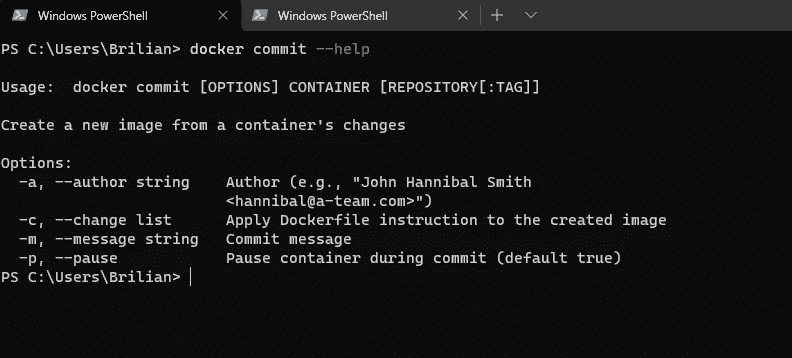 Windows PowerShell
Windows PowerShell
PS C:\Users\Brilian> docker commit --help
Usage:  docker commit [OPTIONS] CONTAINER [REPOSITORY[:TAG]]
Create a new image from a container's changes
Options:
  -a, --author string    Author (e.g., "John Hannibal Smith
                         <hannibal@a-team.com>")
  -c, --change list      Apply Dockerfile instruction to the created image
  -m, --message string   Commit message
  -p, --pause            Pause container during commit (default true)
PS C:\Users\Brilian>